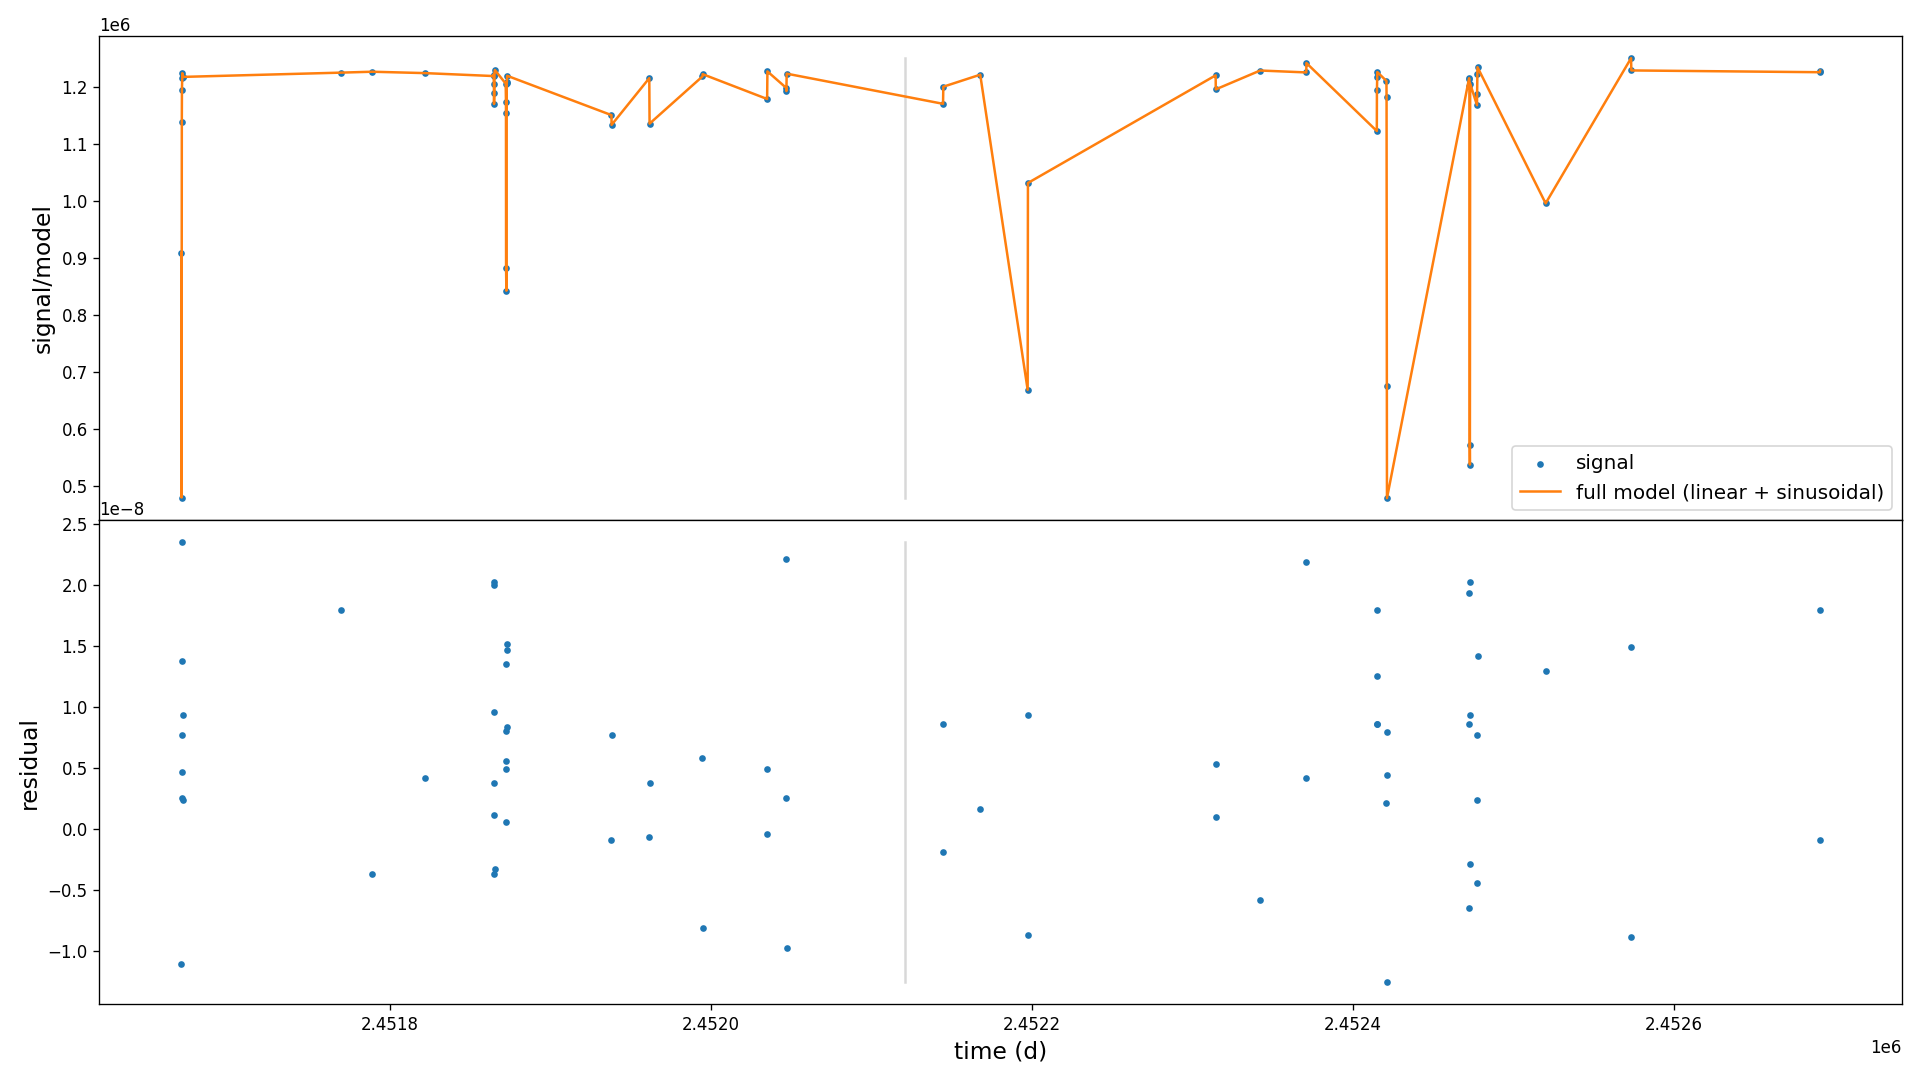 1e6
1.2
1.1
1.0
0.9
0.8
0.7
0.6
0.5
signal/model
signal
full model (linear + sinusoidal)
1e−8
2.5
2.0
1.5
1.0
0.5
0.0
−0.5
−1.0
residual
2.4518
2.4520
2.4522
2.4524
2.4526
time (d)
1e6